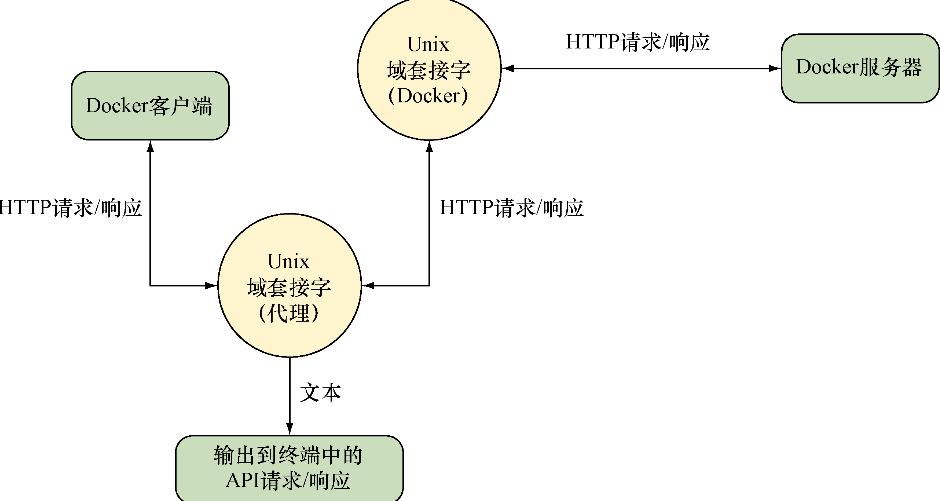 Unix
域套接字
（Docker）
HTTP请求/响应
Docker服务器
Docker客户端
HTTP请求/响应
HTTP请求/响应
Unix
域套接字
（代理）
文本
输出到终端中的
API请求/响应